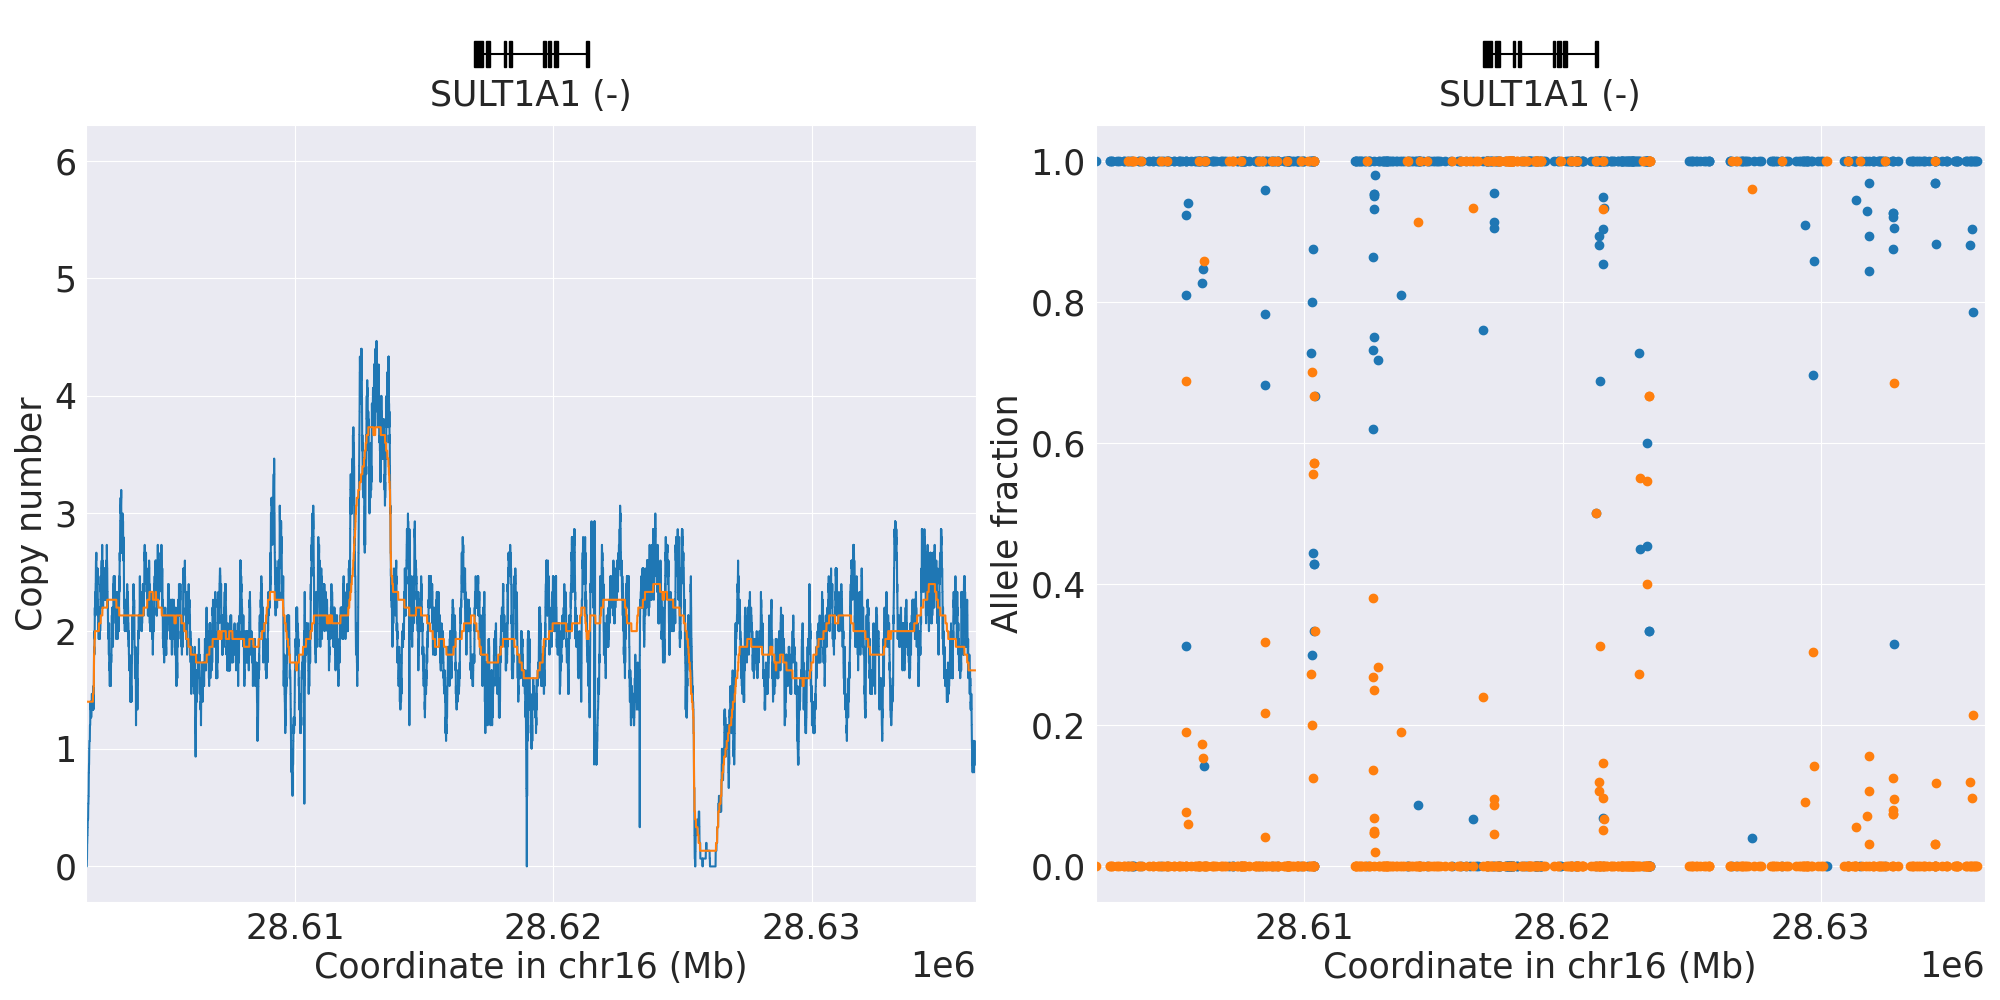 SULT1A1 (-)
6
5
4
3
2
1
0
Copy number
28.61
28.62
28.63
Coordinate in chr16 (Mb)
1e6
SULT1A1 (-)
1.0
0.8
0.6
0.4
0.2
0.0
Allele fraction
28.61
28.62
28.63
Coordinate in chr16 (Mb)
1e6